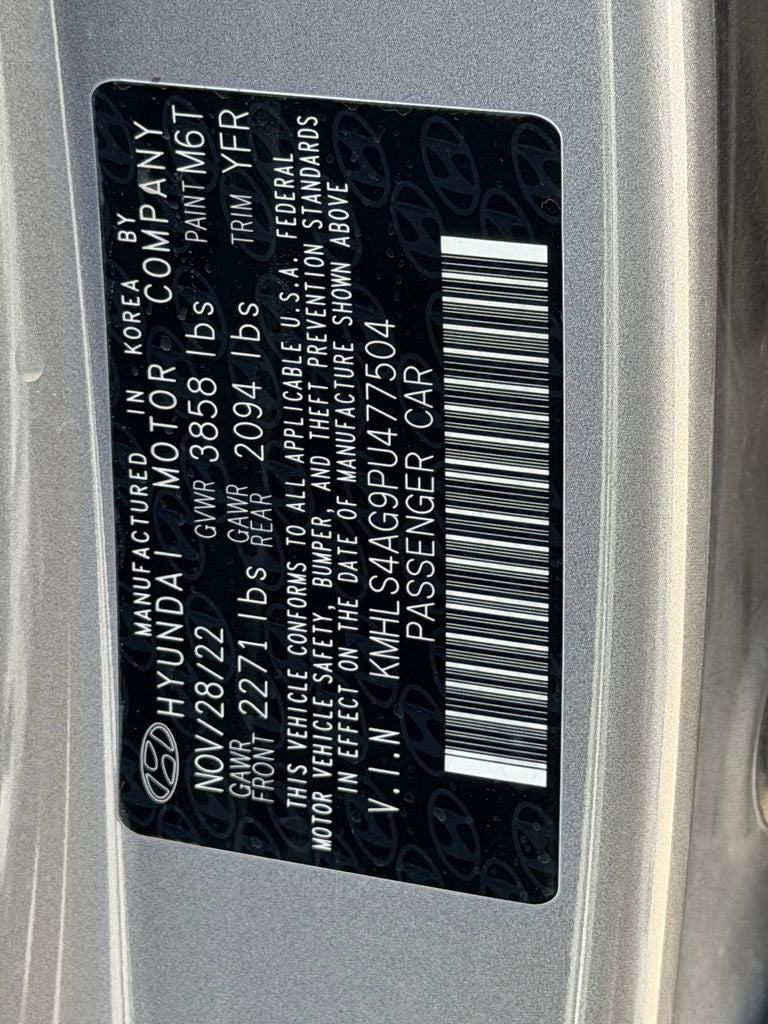 MANUFACTURED IN KOREA BY
HYUNDAI MOTOR COMPANY
NOV/28/22 GVWR 3858 lbs PAINT M6T
GAWR FRONT 2271 lbs GAWR REAR 2094 lbs TRIM YFR
THIS VEHICLE CONFORMS TO ALL APPLICABLE U.S.A. FEDERAL
MOTOR VEHICLE SAFETY, BUMPER, AND THEFT PREVENTION STANDARDS
IN EFFECT ON THE DATE OF MANUFACTURE SHOWN ABOVE
V.I.N KMHLS4AG9PU477504
PASSENGER CAR